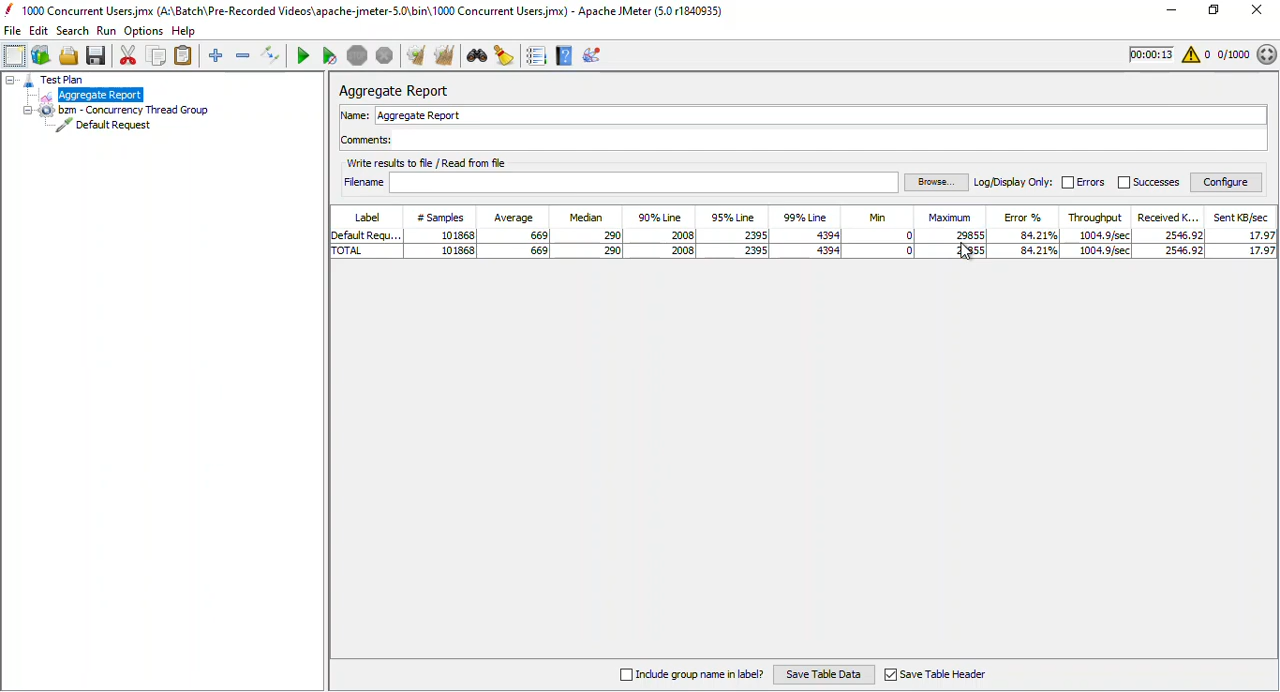 1000 Concurrent Users.jmx (A:\Batch\Pre-Recorded Videos\apache-jmeter-5.0\bin\1000 Concurrent Users.jmx) - Apache JMeter (5.0 r1840935)
File Edit Search Run Options Help
STOP 00:00:13 0 0/1000
Test Plan
Aggregate Report
bzm - Concurrency Thread Group
Default Request
Aggregate Report
Name: Aggregate Report
Comments:
Write results to file / Read from file
Filename Browse... Log/Display Only: Errors Successes Configure
Label # Samples Average Median 90% Line 95% Line 99% Line Min Maximum Error % Throughput Received K... Sent KB/sec
Default Requ... 101868 669 290 2008 2395 4394 0 29855 84.21% 1004.9/sec 2546.92 17.97
TOTAL 101868 669 290 2008 2395 4394 0 84.21% 1004.9/sec 2546.92 17.97
Include group name in label? Save Table Data Save Table Header